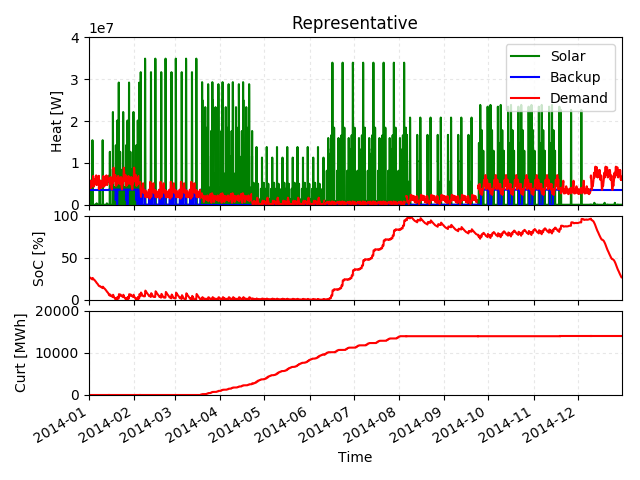 Representative
1e7
4
3
2
1
0
Heat [W]
Solar
Backup
Demand
100
50
0
SoC [%]
20000
10000
0
Curt [MWh]
2014-01
2014-02
2014-03
2014-04
2014-05
2014-06
2014-07
2014-08
2014-09
2014-10
2014-11
2014-12
Time